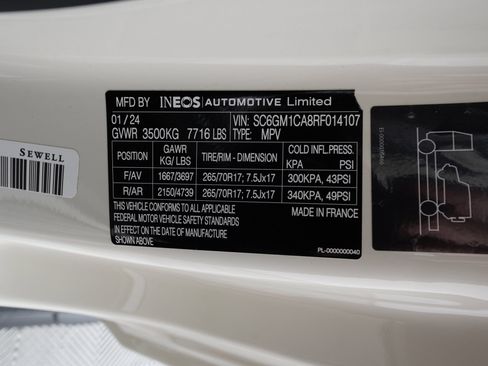 MFD BY INEOS AUTOMOTIVE Limited
01 / 24 VIN: SC6GM1CA8RF014107
GVWR 3500KG 7716 LBS TYPE: MPV
POSITION GAWR KG/ LBS TIRE/RIM - DIMENSION COLD INFL.PRESS. KPA PSI
F/AV 1667/3697 265/70R17; 7.5Jx17 300KPA, 43PSI
R/AR 2150/4739 265/70R17; 7.5Jx17 340KPA, 49PSI
THIS VEHICLE CONFORMS TO ALL APPLICABLE MADE IN FRANCE
FEDERAL MOTOR VEHICLE SAFETY STANDARDS
IN EFFECT ON THE DATE OF MANUFACTURE
SHOWN ABOVE
PL-0000000040
SEWELL